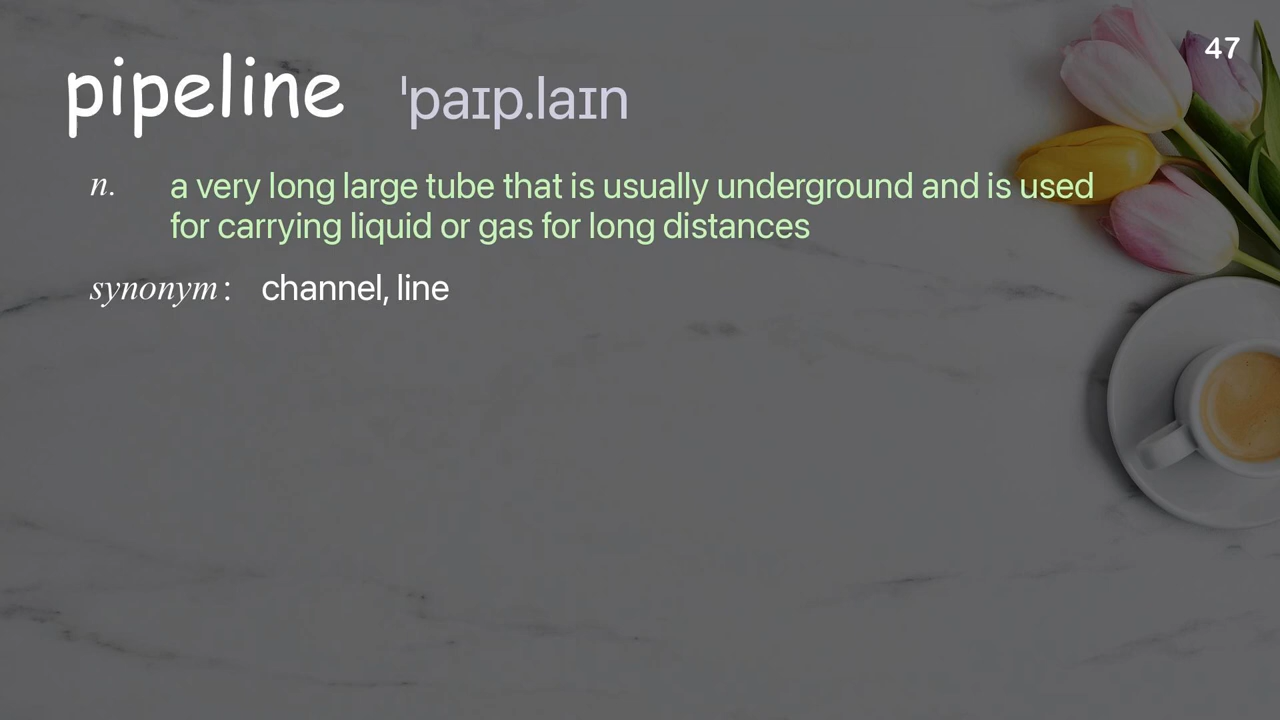 47
pipeline ˈpaɪp.laɪn
n. a very long large tube that is usually underground and is used
for carrying liquid or gas for long distances
synonym: channel, line